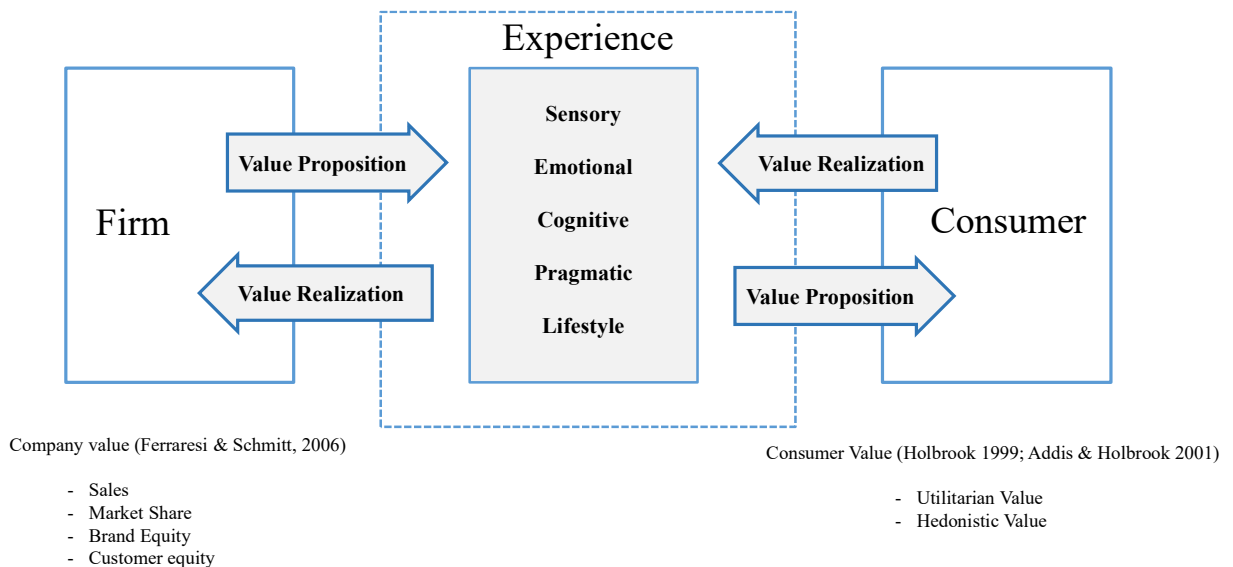 Experience
Sensory
Emotional
Cognitive
Pragmatic
Lifestyle
Firm
Value Proposition
Value Realization
Value Realization
Value Proposition
Consumer
Company value (Ferraresi & Schmitt, 2006)
- Sales
- Market Share
- Brand Equity
- Customer equity
Consumer Value (Holbrook 1999; Addis & Holbrook 2001)
- Utilitarian Value
- Hedonistic Value